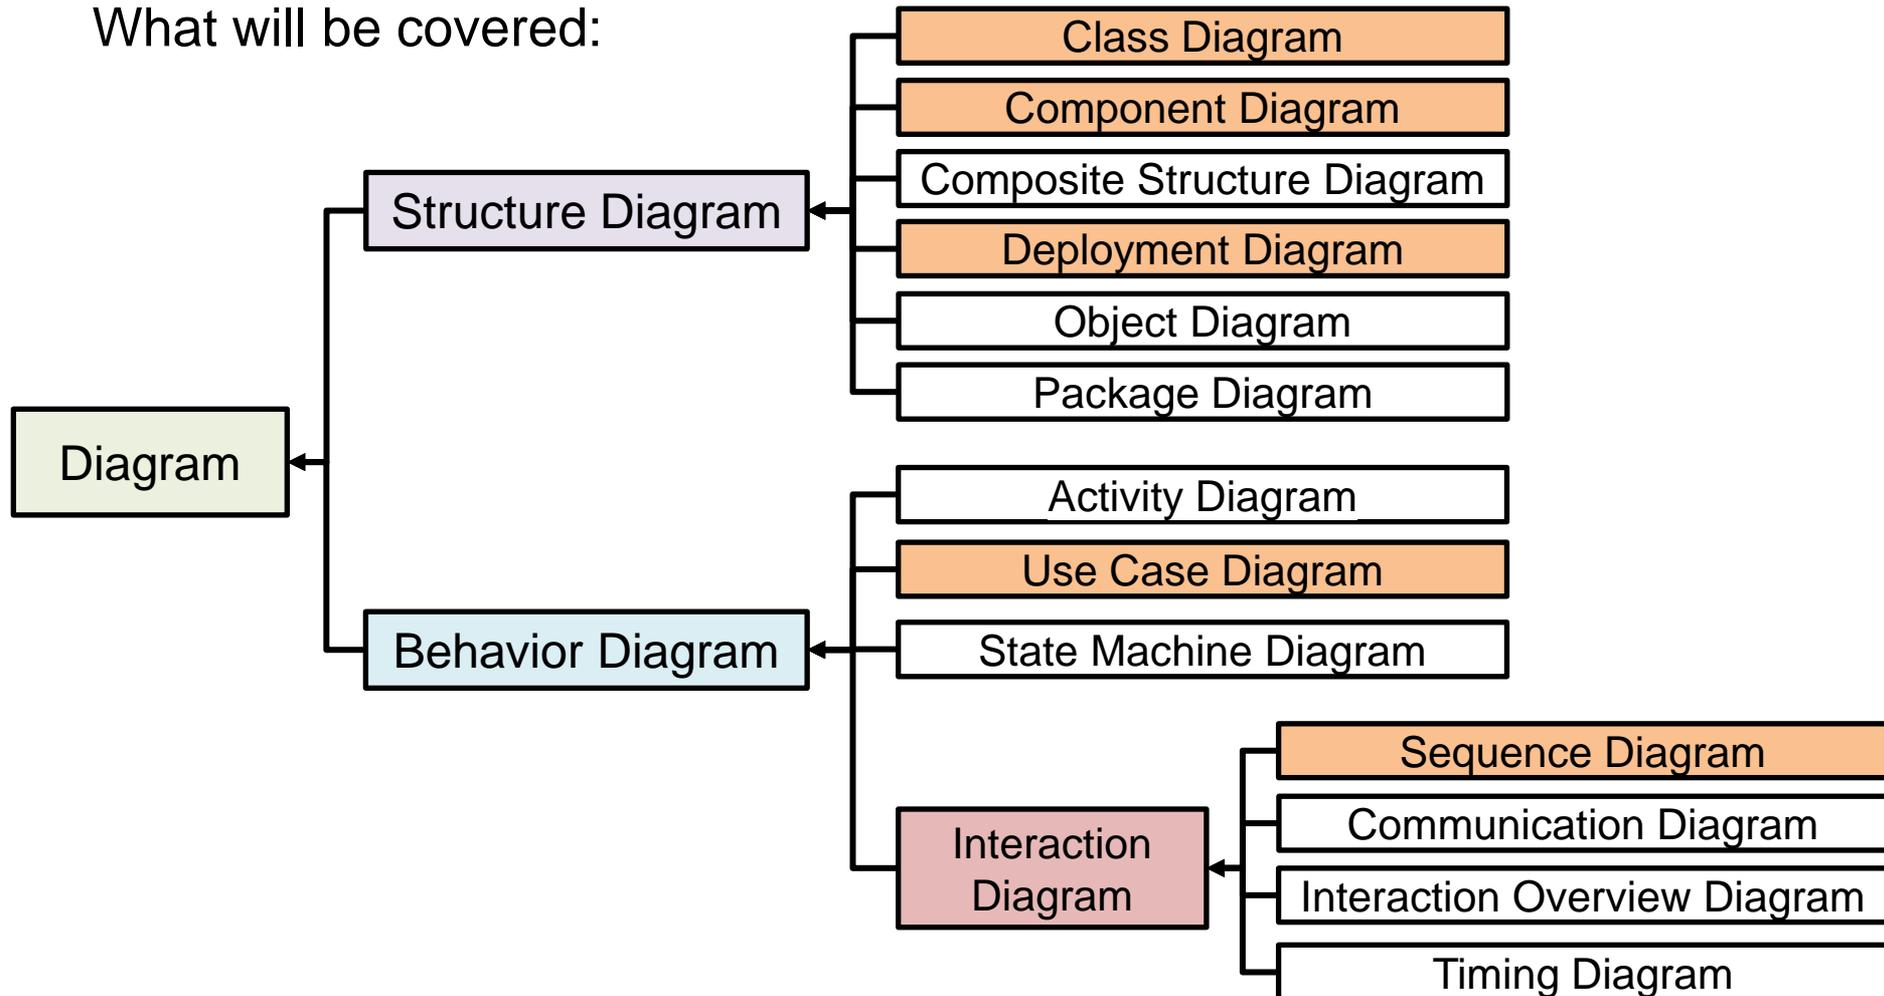 What will be covered:
Class Diagram
Component Diagram
Composite Structure Diagram
Structure Diagram
Deployment Diagram
Object Diagram
Package Diagram
Diagram
Activity Diagram
Use Case Diagram
Behavior Diagram
State Machine Diagram
Sequence Diagram
Communication Diagram
Interaction
Diagram
Interaction Overview Diagram
Timing Diagram